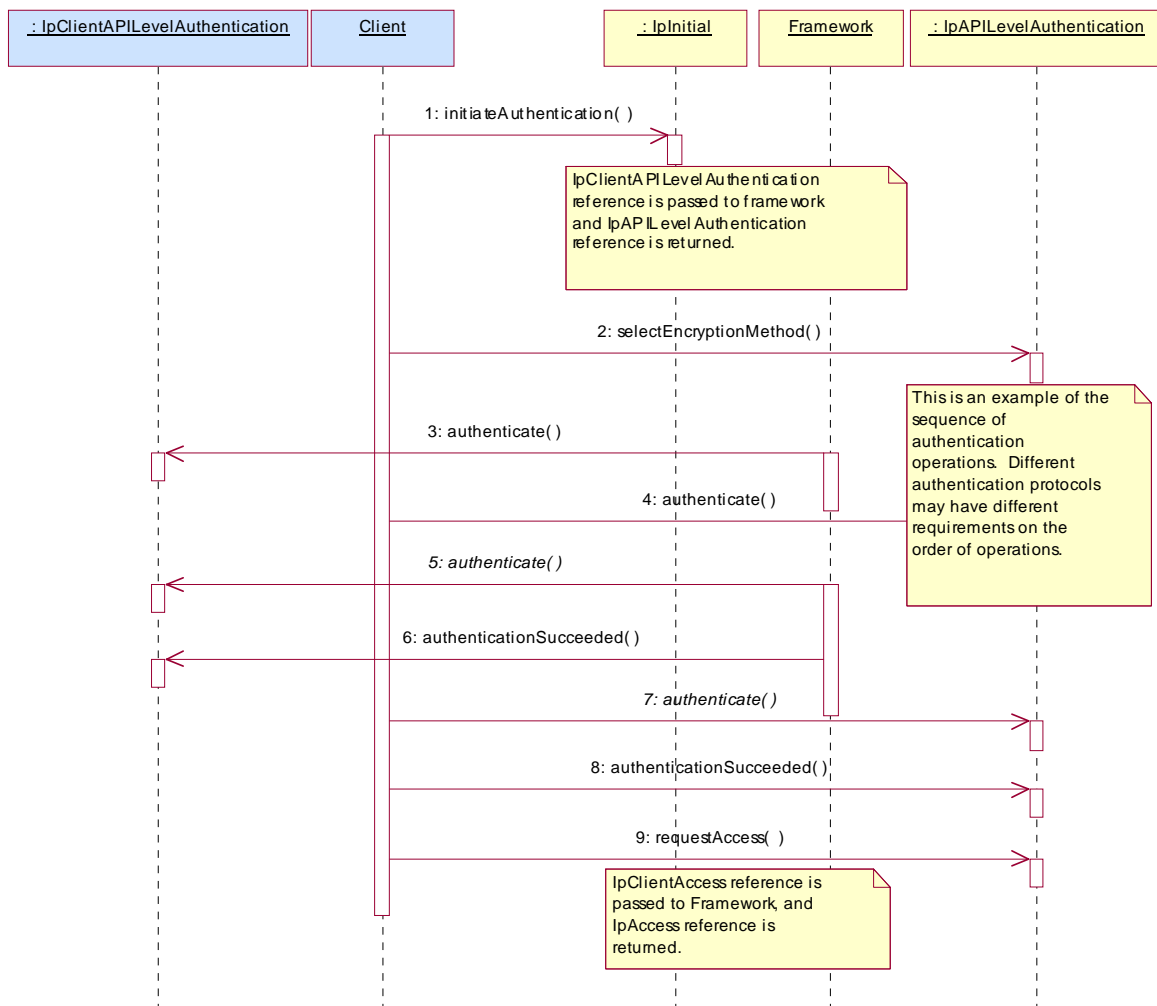 : IpClientAPILevelAuthentication
Client
: IpInitial
Framework
: IpAPILevelAuthentication
1: initiateAuthentication( )
IpClientAPILevelAuthentication
reference is passed to framework
and IpAPILevelAuthentication
reference is returned.
2: selectEncryptionMethod( )
This is an example of the
sequence of
authentication
operations. Different
authentication protocols
may have different
requirements on the
order of operations.
3: authenticate( )
4: authenticate( )
5: authenticate( )
6: authenticationSucceeded( )
7: authenticate( )
8: authenticationSucceeded( )
9: requestAccess( )
IpClientAccess reference is
passed to Framework, and
IpAccess reference is
returned.